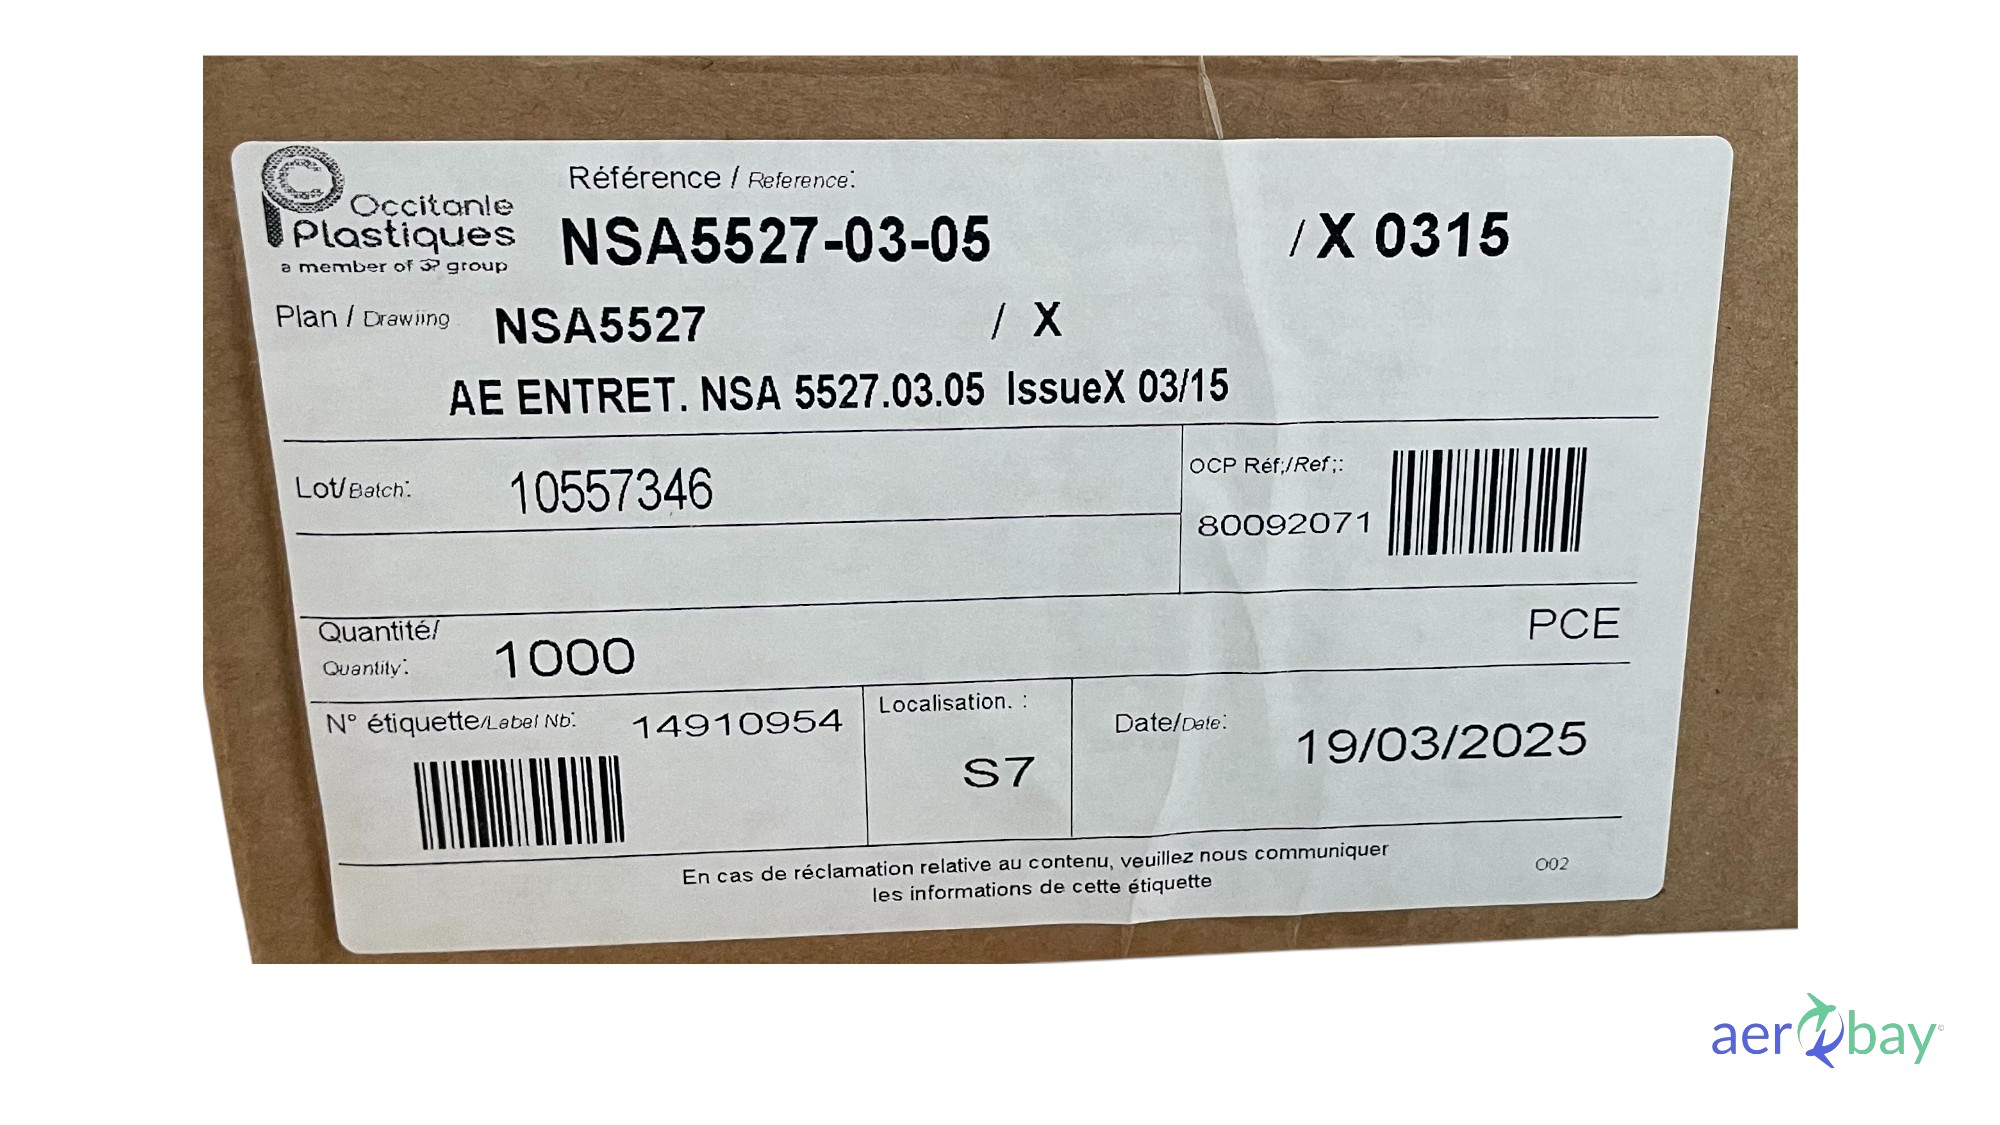 Occitanie
Plastiques
a member of 3P group
Référence / Reference:
NSA5527-03-05 / X 0315
Plan / Drawiing NSA5527 / X
AE ENTRET. NSA 5527.03.05 IssueX 03/15
Lot/Batch: 10557346
OCP Réf;/Ref;:
80092071
Quantité/
Quantity: 1000 PCE
N° étiquette/Label Nb: 14910954
Localisation. :
S7
Date/Date: 19/03/2025
En cas de réclamation relative au contenu, veuillez nous communiquer
les informations de cette étiquette
O02
aerobay©